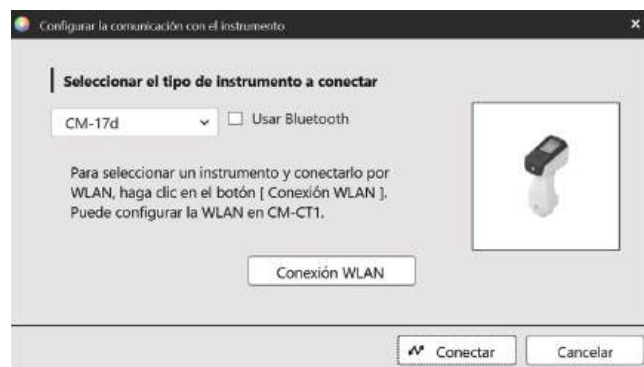 Configurar la comunicación con el instrumento
Seleccionar el tipo de instrumento a conectar
CM-17d
Usar Bluetooth
Para seleccionar un instrumento y conectarlo por
WLAN, haga clic en el botón [ Conexión WLAN ].
Puede configurar la WLAN en CM-CT1.
Conexión WLAN
Conectar
Cancelar